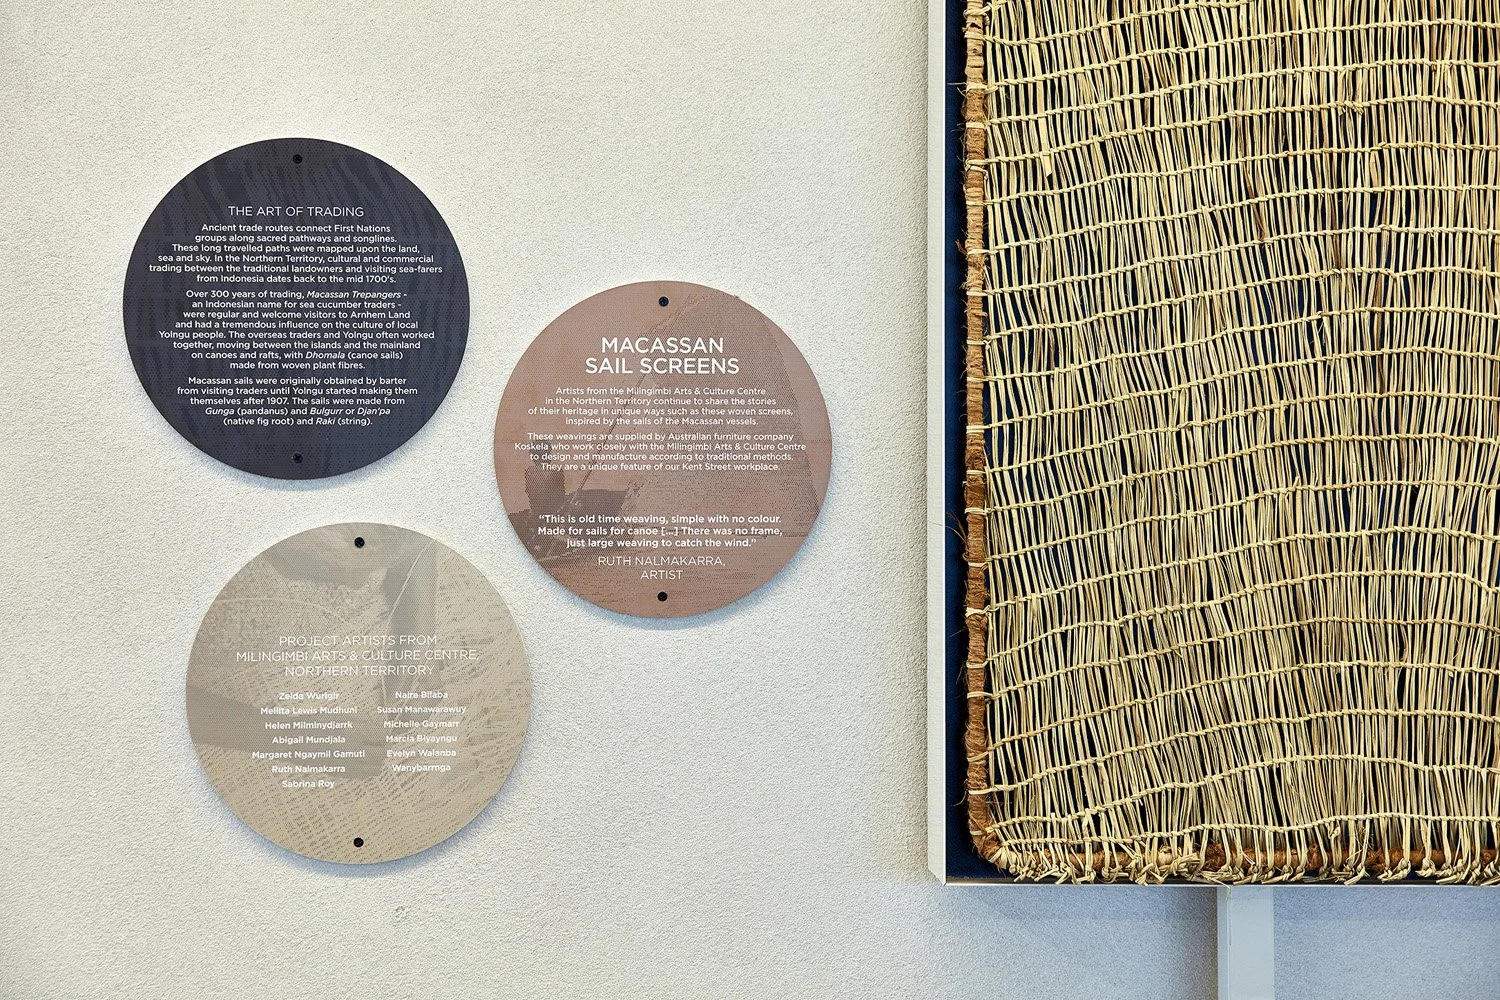 THE ART OF TRADING
Ancient trade routes connect First Nations
groups along sacred pathways and songlines.
These long travelled paths were mapped upon the land,
sea and sky. In the Northern Territory, cultural and commercial
trading between the traditional landowners and visiting sea-farers
from Indonesia dates back to the mid 1700's.
Over 300 years of trading, Macassan Trepangers -
an Indonesian name for sea cucumber traders -
were regular and welcome visitors to Arnhem Land
and had a tremendous influence on the culture of local
Yolngu people. The overseas traders and Yolngu often worked
together, moving between the islands and the mainland
on canoes and rafts, with Dhomala (canoe sails)
made from woven plant fibres.
Macassan sails were originally obtained by barter
from visiting traders until Yolngu started making them
themselves after 1907. The sails were made from
Gunga (pandanus) and Bulgurr or Djan'pa
(native fig root) and Raki (string).
MACASSAN
SAIL SCREENS
Artists from the Milingimbi Arts & Culture Centre
in the Northern Territory continue to share the stories
of their heritage in unique ways such as these woven screens,
inspired by the sails of the Macassan vessels.
These weavings are supplied by Australian furniture company
Koskela who work closely with the Milingimbi Arts & Culture Centre
to design and manufacture according to traditional methods.
They are a unique feature of our Kent Street workplace.
"This is old time weaving, simple with no colour.
Made for sails for canoe [...] There was no frame,
just large weaving to catch the wind."
RUTH NALMAKARRA,
ARTIST
PROJECT ARTISTS FROM
MILINGIMBI ARTS & CULTURE CENTRE,
NORTHERN TERRITORY
Zelda Wurigir
Mellita Lewis Mudhuni
Helen Milminydjarrk
Abigail Mundjala
Margaret Ngaymil Gamuti
Ruth Nalmakarra
Sabrina Roy
Naire Bilaba
Susan Manawarawuy
Michelle Gaymarr
Marcia Biyayngu
Evelyn Walanba
Wanybarrnga